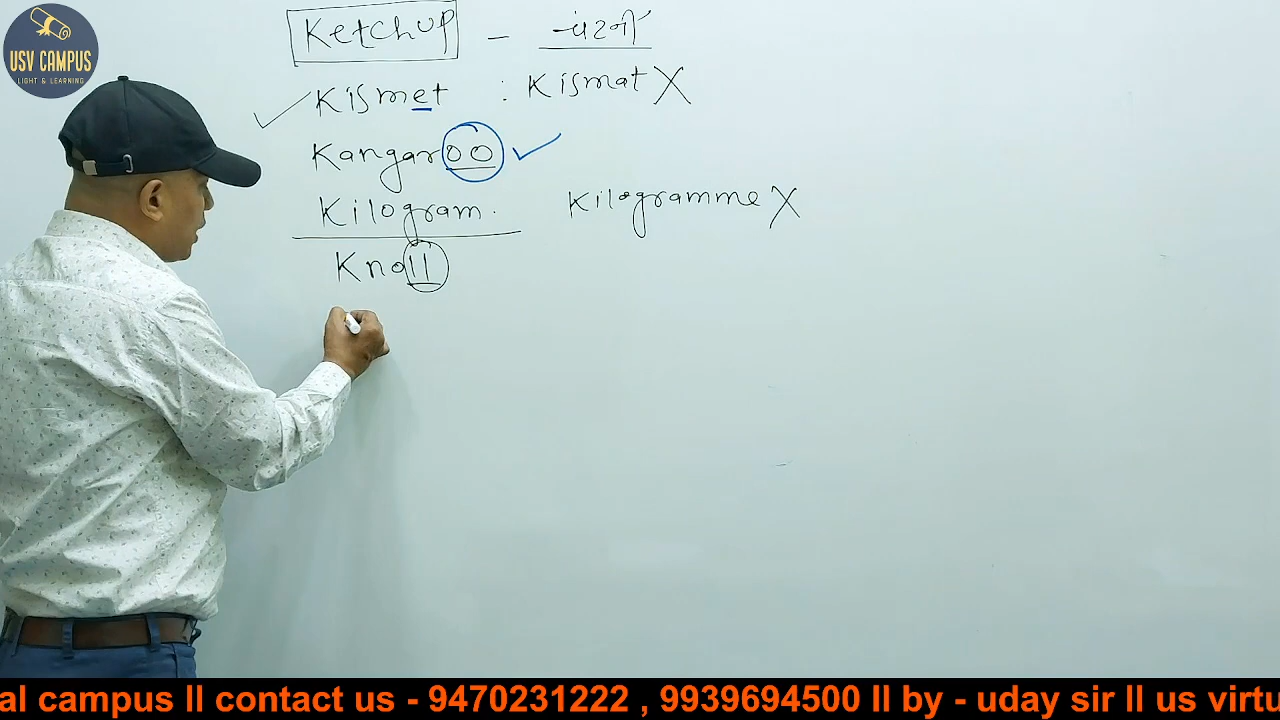 USV CAMPUS
LIGHT & LEARNING
Ketchup - चटनी
Kismet : Kismat X
Kangaroo
Kilogram. Kilogramme X
Knoll
al campus ll contact us - 9470231222 , 9939694500 ll by - uday sir ll us virtu